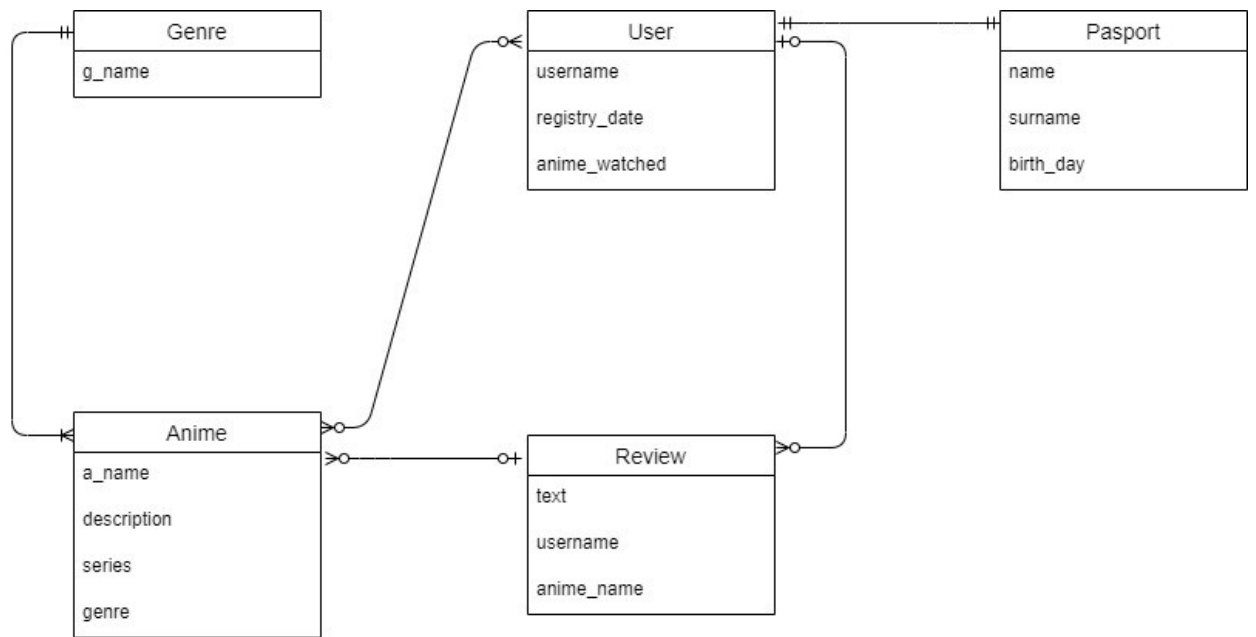 Genre
g_name
User
username
registry_date
anime_watched
Pasport
name
surname
birth_day
Anime
a_name
description
series
genre
Review
text
username
anime_name